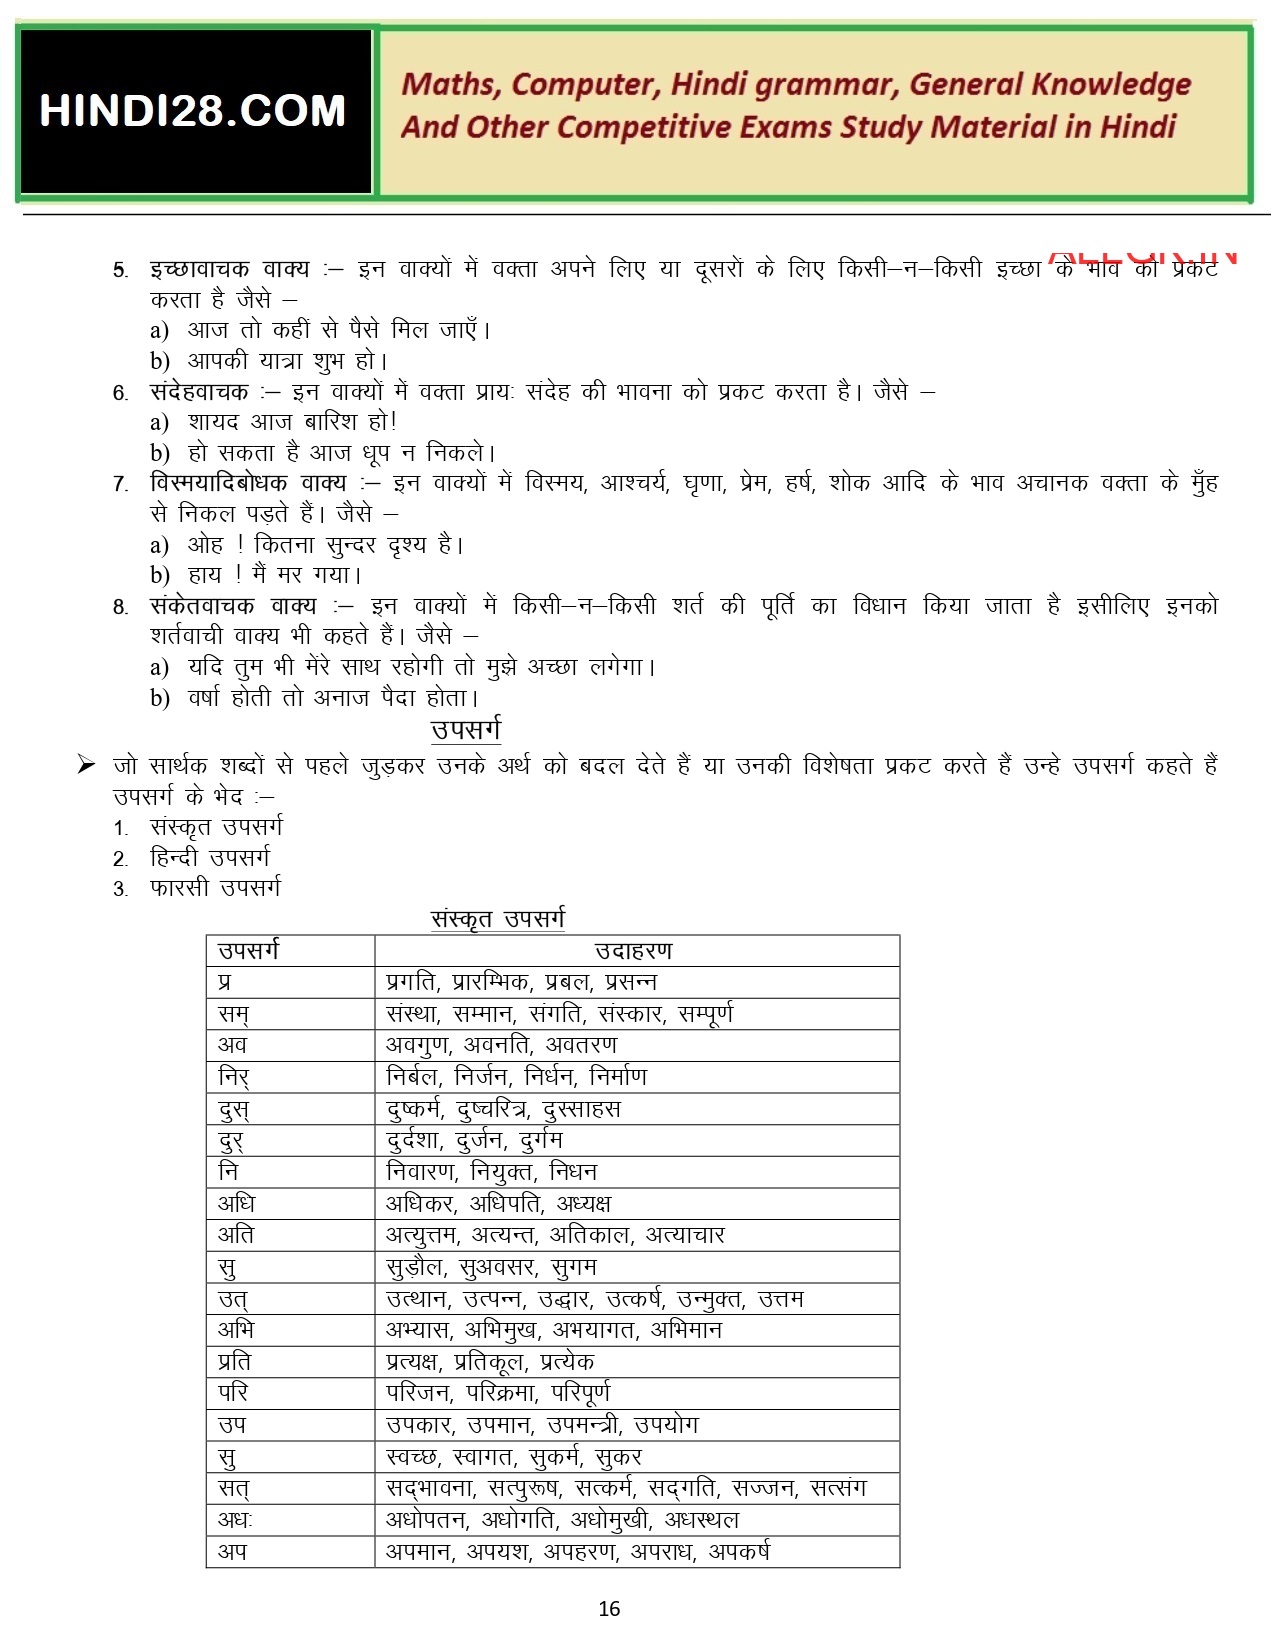 HINDI28.COM
Maths, Computer, Hindi grammar, General Knowledge
And Other Competitive Exams Study Material in Hindi
5. इच्छावाचक वाक्य :– इन वाक्यों में वक्ता अपने लिए या दूसरों के लिए किसी–न–किसी इच्छा के भाव को प्रकट
करता है जैसे –
a) आज तो कहीं से पैसे मिल जाएँ।
b) आपकी यात्रा शुभ हो।
6. संदेहवाचक :– इन वाक्यों में वक्ता प्रायः संदेह की भावना को प्रकट करता है। जैसे –
a) शायद आज बारिश हो!
b) हो सकता है आज धूप न निकले।
7. विस्मयादिबोधक वाक्य :– इन वाक्यों में विस्मय, आश्चर्य, घृणा, प्रेम, हर्ष, शोक आदि के भाव अचानक वक्ता के मुँह
से निकल पड़ते हैं। जैसे –
a) ओह ! कितना सुन्दर दृश्य है।
b) हाय ! मैं मर गया।
8. संकेतवाचक वाक्य :– इन वाक्यों में किसी–न–किसी शर्त की पूर्ति का विधान किया जाता है इसीलिए इनको
शर्तवाची वाक्य भी कहते हैं। जैसे –
a) यदि तुम भी मेंरे साथ रहोगी तो मुझे अच्छा लगेगा।
b) वर्षा होती तो अनाज पैदा होता।
उपसर्ग
➢ जो सार्थक शब्दों से पहले जुड़कर उनके अर्थ को बदल देते हैं या उनकी विशेषता प्रकट करते हैं उन्हे उपसर्ग कहते हैं
उपसर्ग के भेद :–
1. संस्कृत उपसर्ग
2. हिन्दी उपसर्ग
3. फारसी उपसर्ग
संस्कृत उपसर्ग
उपसर्ग उदाहरण
प्र प्रगति, प्रारम्भिक, प्रबल, प्रसन्न
सम् संस्था, सम्मान, संगति, संस्कार, सम्पूर्ण
अव अवगुण, अवनति, अवतरण
निर् निर्बल, निर्जन, निर्धन, निर्माण
दुस् दुष्कर्म, दुष्चरित्र, दुस्साहस
दुर् दुर्दशा, दुर्जन, दुर्गम
नि निवारण, नियुक्त, निधन
अधि अधिकर, अधिपति, अध्यक्ष
अति अत्युत्तम, अत्यन्त, अतिकाल, अत्याचार
सु सुड़ौल, सुअवसर, सुगम
उत् उत्थान, उत्पन्न, उद्धार, उत्कर्ष, उन्मुक्त, उत्तम
अभि अभ्यास, अभिमुख, अभयागत, अभिमान
प्रति प्रत्यक्ष, प्रतिकूल, प्रत्येक
परि परिजन, परिक्रमा, परिपूर्ण
उप उपकार, उपमान, उपमन्त्री, उपयोग
सु स्वच्छ, स्वागत, सुकर्म, सुकर
सत् सद्भावना, सत्पुरूष, सत्कर्म, सद्गति, सज्जन, सत्संग
अधः अधोपतन, अधोगति, अधोमुखी, अधस्थल
अप अपमान, अपयश, अपहरण, अपराध, अपकर्ष
16